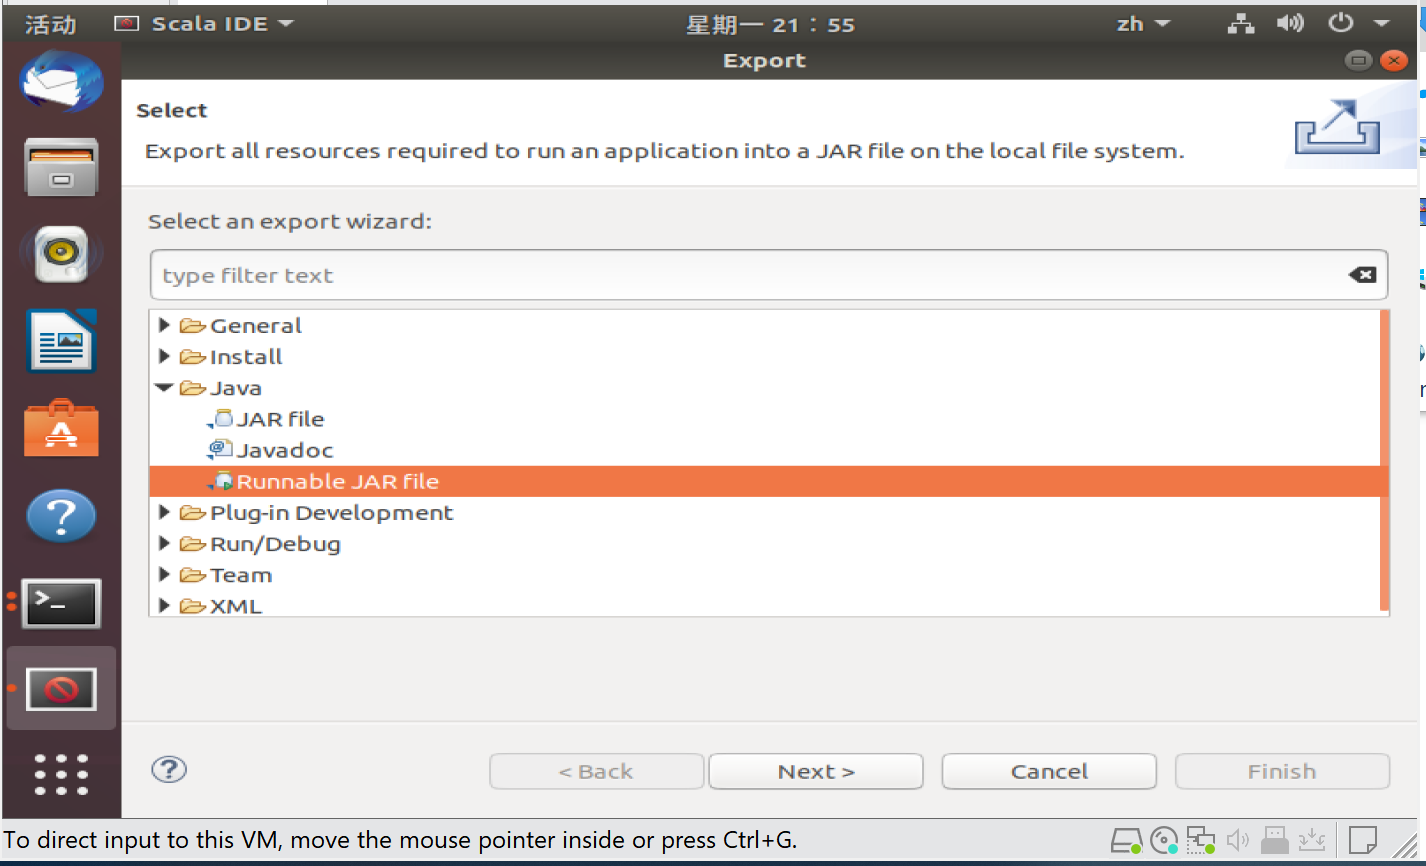 活动 Scala IDE 星期一 21：55 zh
Export
Select
Export all resources required to run an application into a JAR file on the local file system.
Select an export wizard:
type filter text
General
Install
Java
JAR file
Javadoc
Runnable JAR file
Plug-in Development
Run/Debug
Team
XML
< Back Next > Cancel Finish
To direct input to this VM, move the mouse pointer inside or press Ctrl+G.